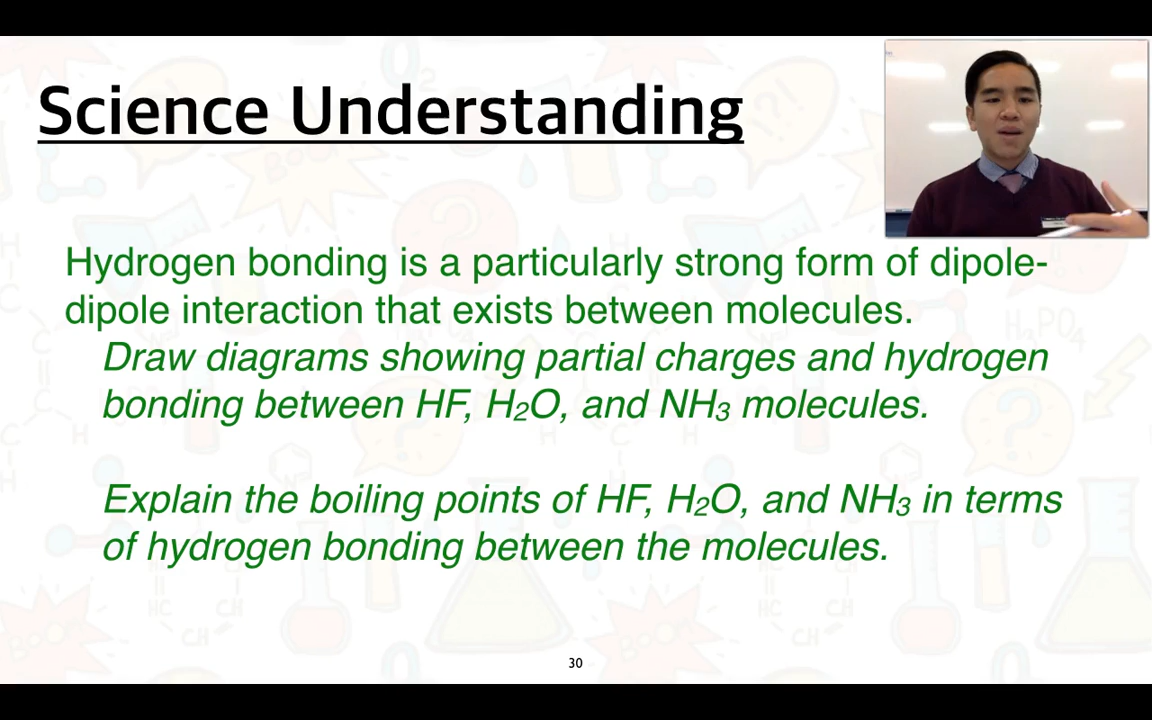 Science Understanding
Hydrogen bonding is a particularly strong form of dipole-
dipole interaction that exists between molecules.
Draw diagrams showing partial charges and hydrogen
bonding between HF, H₂O, and NH₃ molecules.
Explain the boiling points of HF, H₂O, and NH₃ in terms
of hydrogen bonding between the molecules.
30